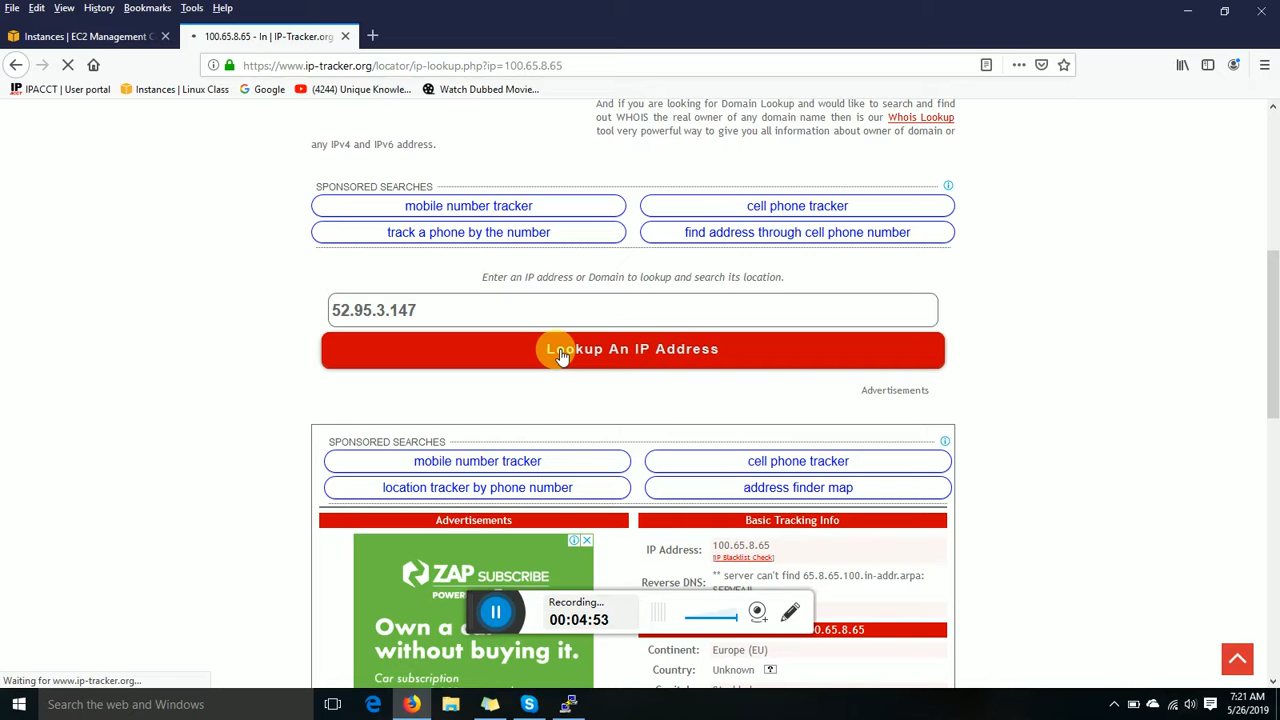 File Edit View History Bookmarks Tools Help
Instances | EC2 Management C
100.65.8.65 - In | IP-Tracker.org
https://www.ip-tracker.org/locator/ip-lookup.php?ip=100.65.8.65
IPACCT | User portal
Instances | Linux Class
Google
(4244) Unique Knowle...
Watch Dubbed Movie...
And if you are looking for Domain Lookup and would like to search and find
out WHOIS the real owner of any domain name then is our Whois Lookup
tool very powerful way to give you all information about owner of domain or
any IPv4 and IPv6 address.
SPONSORED SEARCHES
mobile number tracker
cell phone tracker
track a phone by the number
find address through cell phone number
Enter an IP address or Domain to lookup and search its location.
52.95.3.147
Lookup An IP Address
Advertisements
SPONSORED SEARCHES
mobile number tracker
cell phone tracker
location tracker by phone number
address finder map
Advertisements
Basic Tracking Info
IP Address: 100.65.8.65
[IP Blacklist Check]
Reverse DNS: ** server can't find 65.8.65.100.in-addr.arpa:
ZAP SUBSCRIBE
Own a
without buying it.
Car subscription
Recording...
00:04:53
0.65.8.65
Continent: Europe (EU)
Country: Unknown
Waiting for www.ip-tracker.org...
Search the web and Windows
7:21 AM
5/26/2019